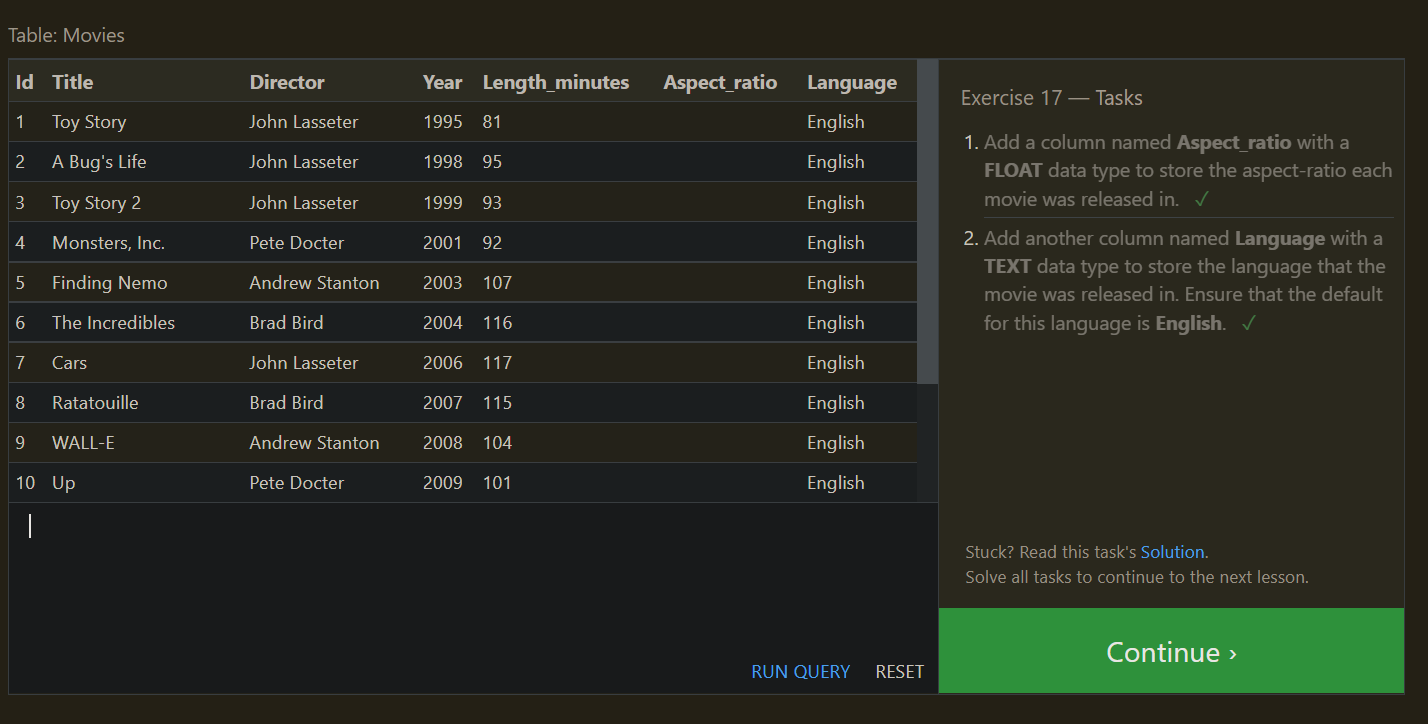 Table: Movies
Id Title Director Year Length_minutes Aspect_ratio Language
1 Toy Story John Lasseter 1995 81 English
2 A Bug's Life John Lasseter 1998 95 English
3 Toy Story 2 John Lasseter 1999 93 English
4 Monsters, Inc. Pete Docter 2001 92 English
5 Finding Nemo Andrew Stanton 2003 107 English
6 The Incredibles Brad Bird 2004 116 English
7 Cars John Lasseter 2006 117 English
8 Ratatouille Brad Bird 2007 115 English
9 WALL-E Andrew Stanton 2008 104 English
10 Up Pete Docter 2009 101 English
RUN QUERY RESET
Exercise 17 — Tasks
1. Add a column named Aspect_ratio with a
FLOAT data type to store the aspect-ratio each
movie was released in. ✓
2. Add another column named Language with a
TEXT data type to store the language that the
movie was released in. Ensure that the default
for this language is English. ✓
Stuck? Read this task's Solution.
Solve all tasks to continue to the next lesson.
Continue ›